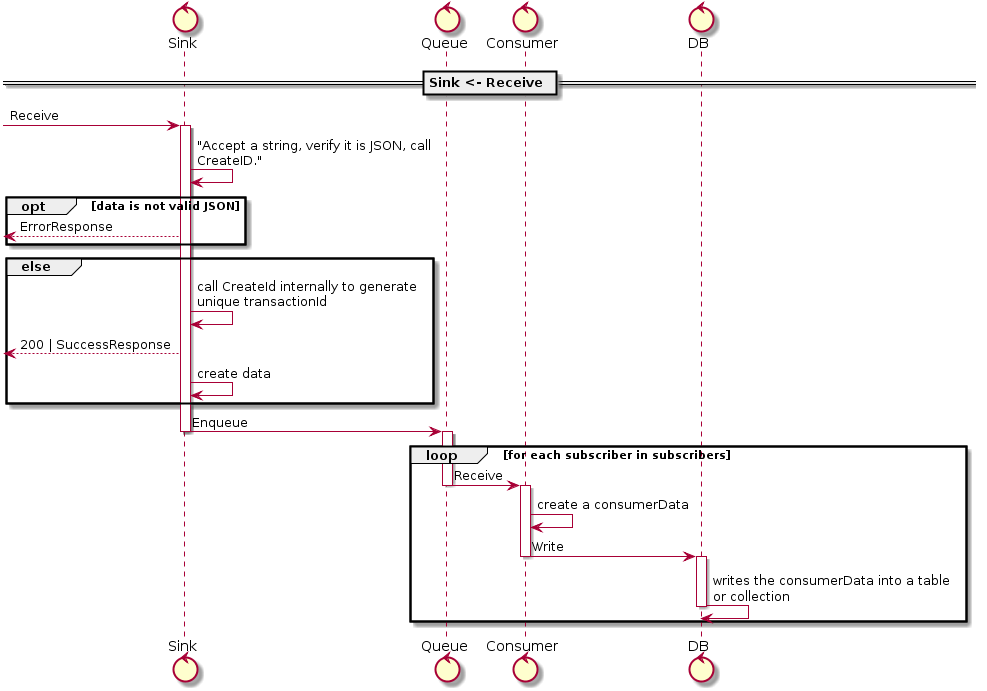 Sink
Queue
Consumer
DB
Sink <- Receive
Receive
"Accept a string, verify it is JSON, call
CreateID."
opt
[data is not valid JSON]
ErrorResponse
else
call CreateId internally to generate
unique transactionId
200 | SuccessResponse
create data
Enqueue
loop
[for each subscriber in subscribers]
Receive
create a consumerData
Write
writes the consumerData into a table
or collection
Sink
Queue
Consumer
DB